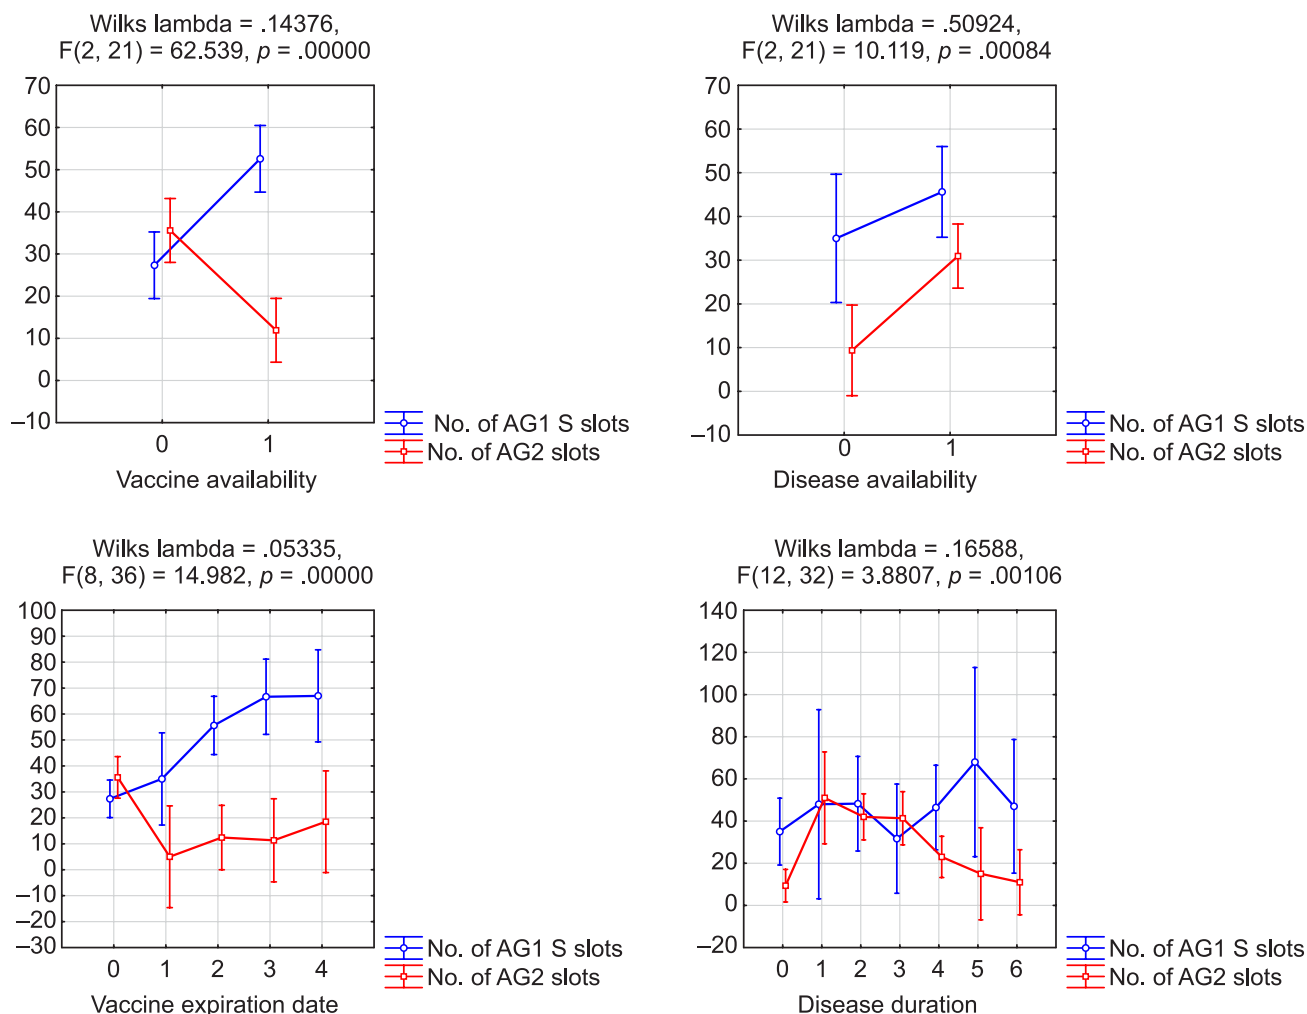 Wilks lambda = .14376,
F(2, 21) = 62.539, p = .00000
70
60
50
40
30
20
10
0
–10
0 1
Vaccine availability
No. of AG1 S slots
No. of AG2 slots
Wilks lambda = .50924,
F(2, 21) = 10.119, p = .00084
70
60
50
40
30
20
10
0
–10
0 1
Disease availability
No. of AG1 S slots
No. of AG2 slots
Wilks lambda = .05335,
F(8, 36) = 14.982, p = .00000
100
90
80
70
60
50
40
30
20
10
0
–10
–20
–30
0 1 2 3 4
Vaccine expiration date
No. of AG1 S slots
No. of AG2 slots
Wilks lambda = .16588,
F(12, 32) = 3.8807, p = .00106
140
120
100
80
60
40
20
0
–20
0 1 2 3 4 5 6
Disease duration
No. of AG1 S slots
No. of AG2 slots